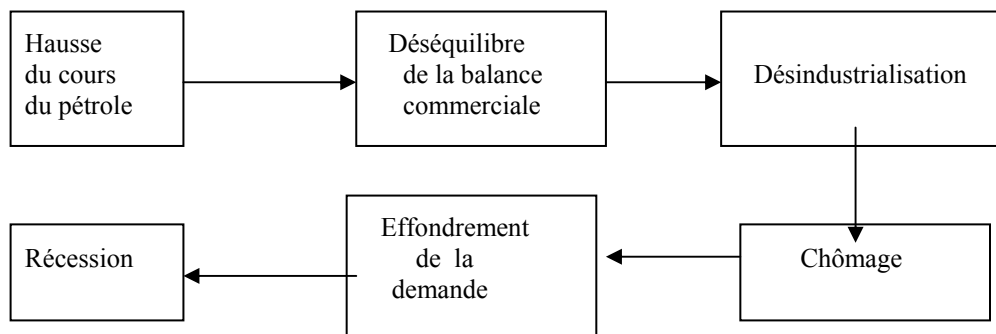 Hausse
du cours
du pétrole
Déséquilibre
de la balance
commerciale
Désindustrialisation
Chômage
Effondrement
de la
demande
Récession